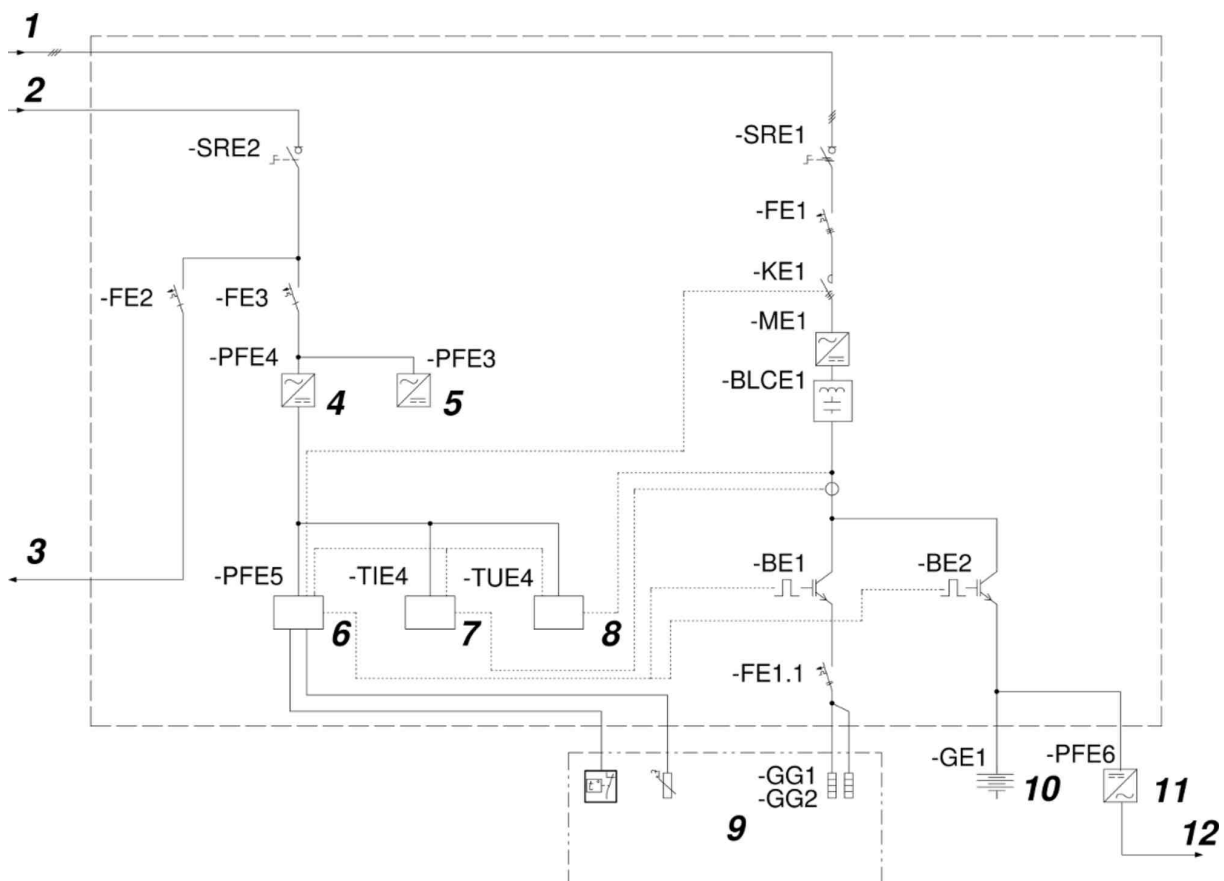 1
2
-SRE2
-SRE1
-FE1
-FE2
-FE3
-KE1
-ME1
-PFE4
-PFE3
-BLCE1
4
5
3
-PFE5
-TIE4
-TUE4
-BE1
-BE2
6
7
8
-FE1.1
-GG1
-GG2
-GE1
-PFE6
9
10
11
12